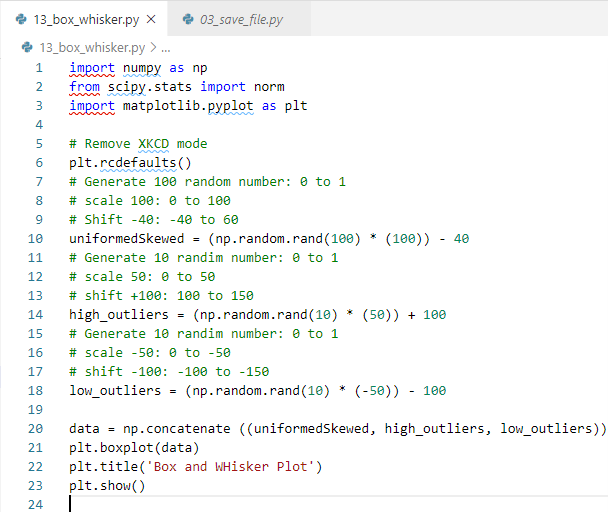 13_box_whisker.py × 03_save_file.py
13_box_whisker.py > ...
1 import numpy as np
2 from scipy.stats import norm
3 import matplotlib.pyplot as plt
4
5 # Remove XKCD mode
6 plt.rcdefaults()
7 # Generate 100 random number: 0 to 1
8 # scale 100: 0 to 100
9 # Shift -40: -40 to 60
10 uniformedSkewed = (np.random.rand(100) * (100)) - 40
11 # Generate 10 randim number: 0 to 1
12 # scale 50: 0 to 50
13 # shift +100: 100 to 150
14 high_outliers = (np.random.rand(10) * (50)) + 100
15 # Generate 10 randim number: 0 to 1
16 # scale -50: 0 to -50
17 # shift -100: -100 to -150
18 low_outliers = (np.random.rand(10) * (-50)) - 100
19
20 data = np.concatenate ((uniformedSkewed, high_outliers, low_outliers))
21 plt.boxplot(data)
22 plt.title('Box and WHisker Plot')
23 plt.show()
24